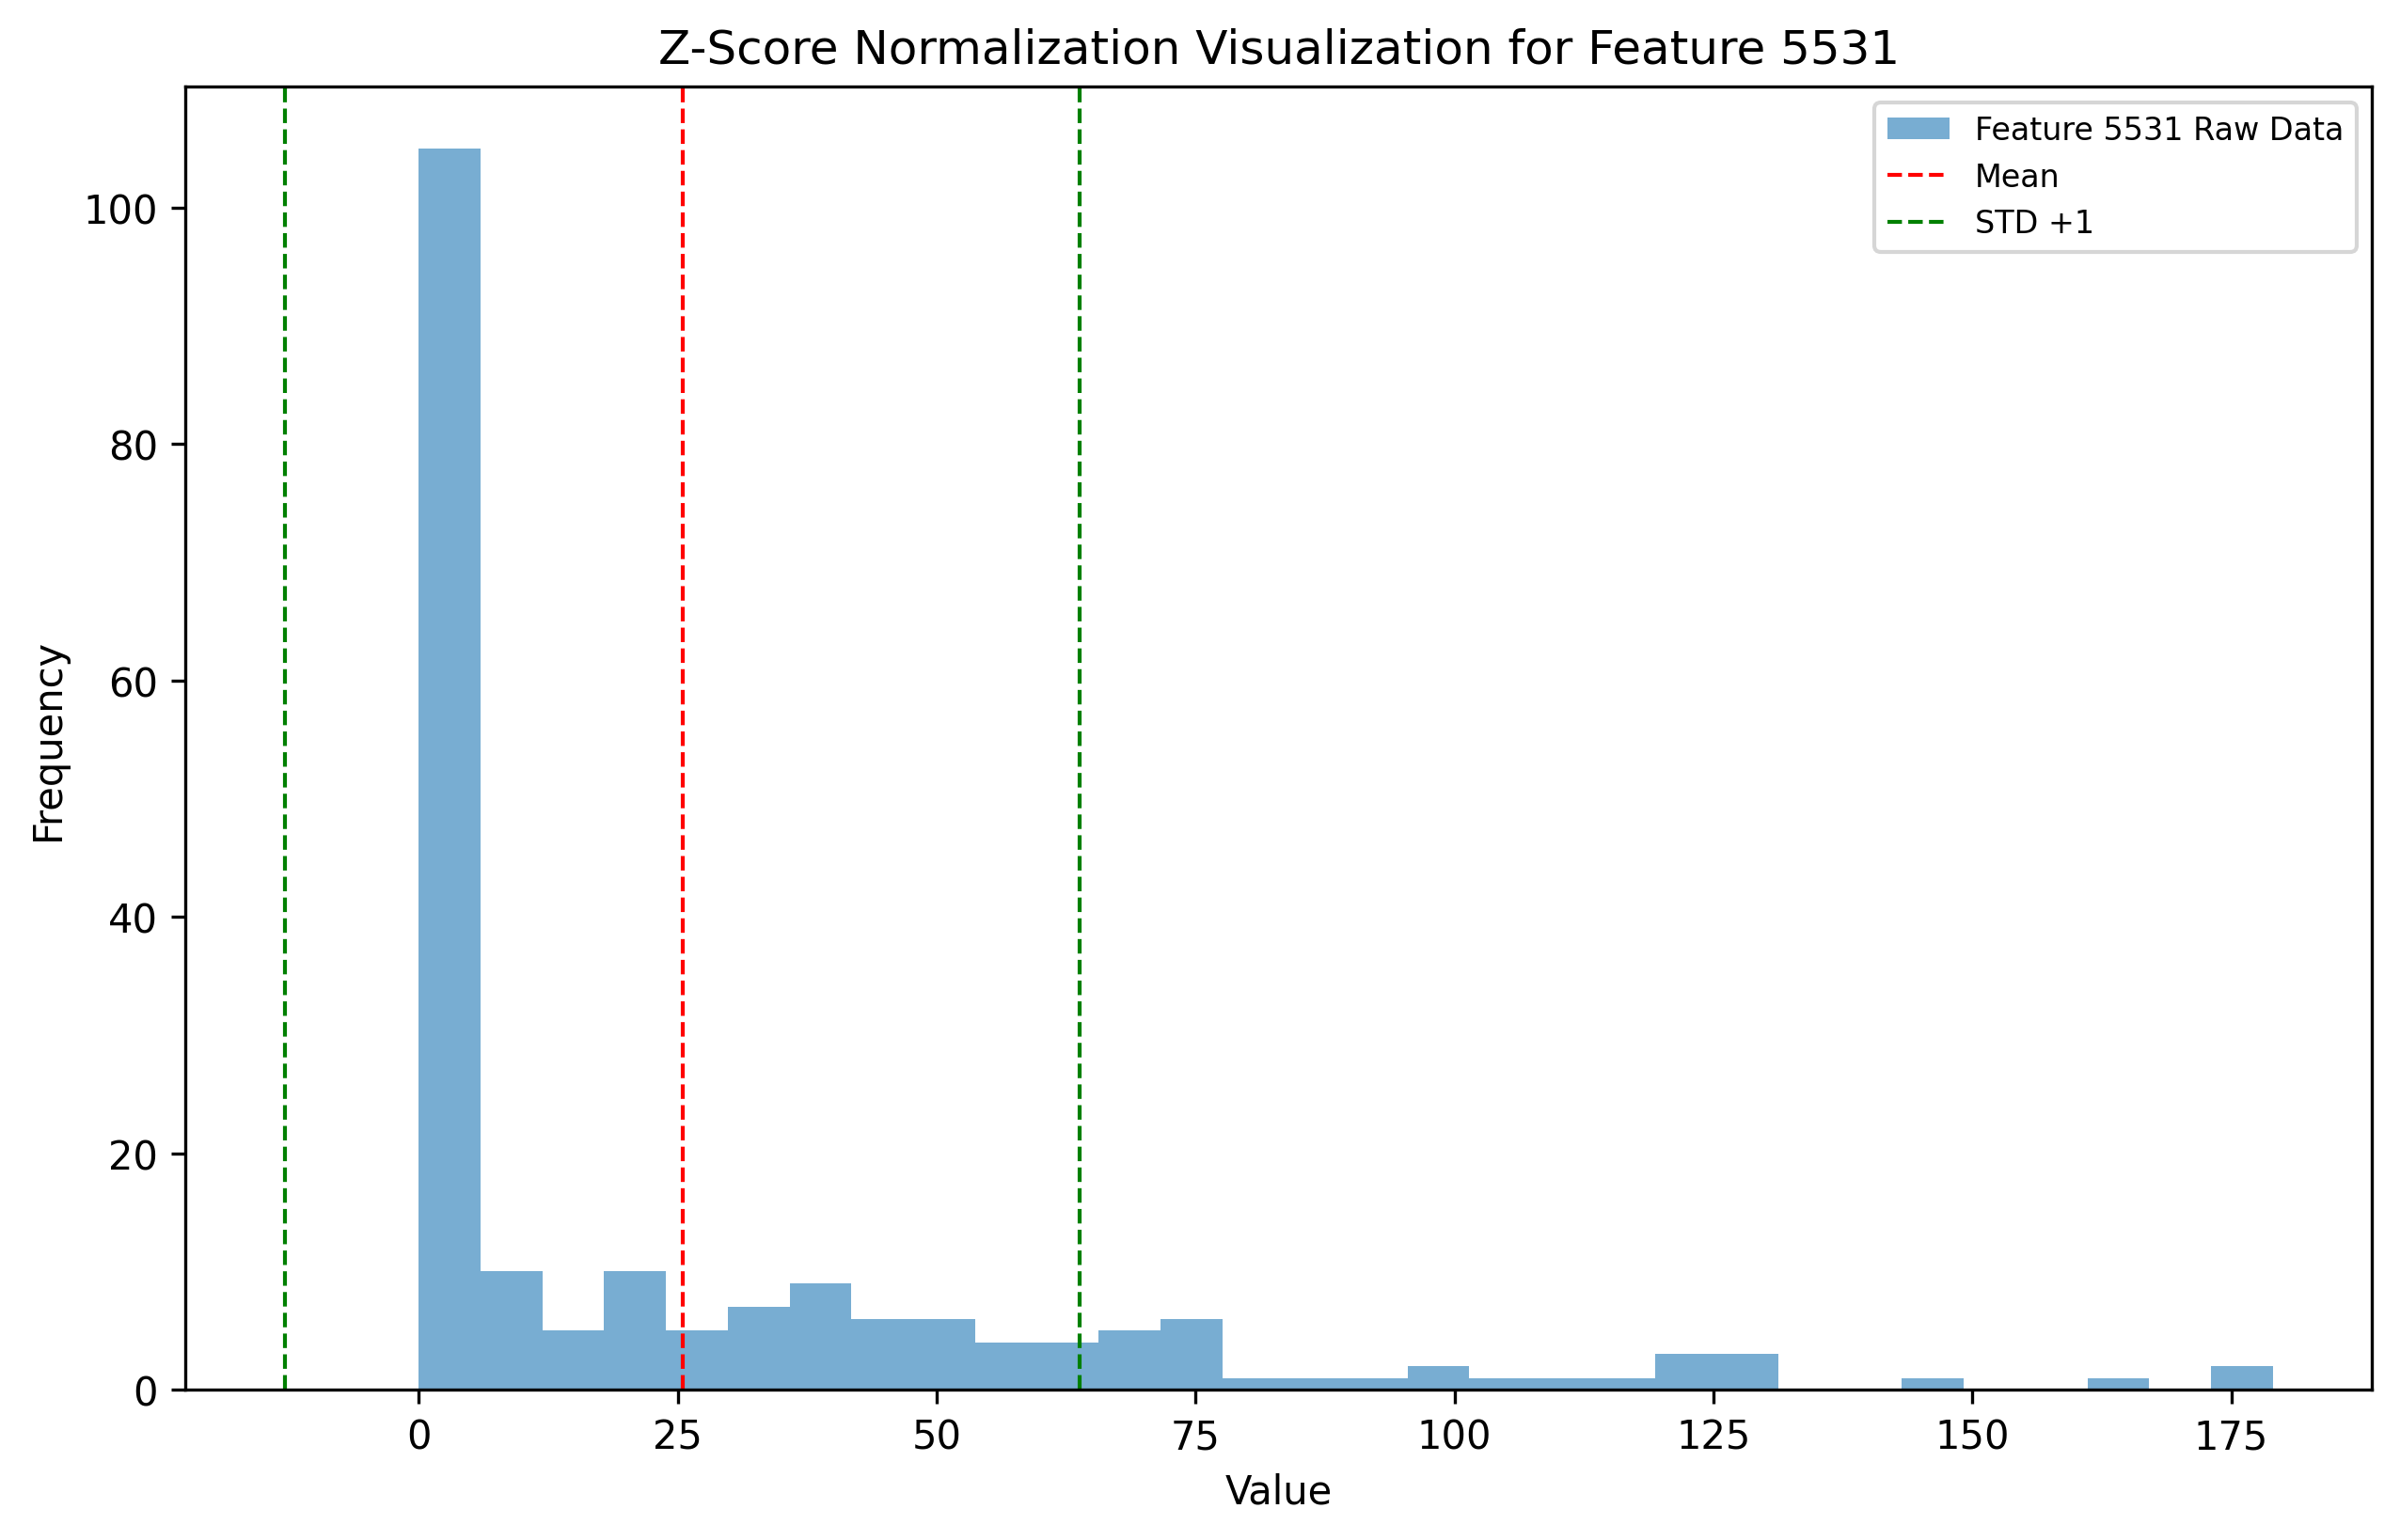 Z-Score Normalization Visualization for Feature 5531
Feature 5531 Raw Data
Mean
STD +1
Frequency
100
80
60
40
20
0
0 25 50 75 100 125 150 175
Value